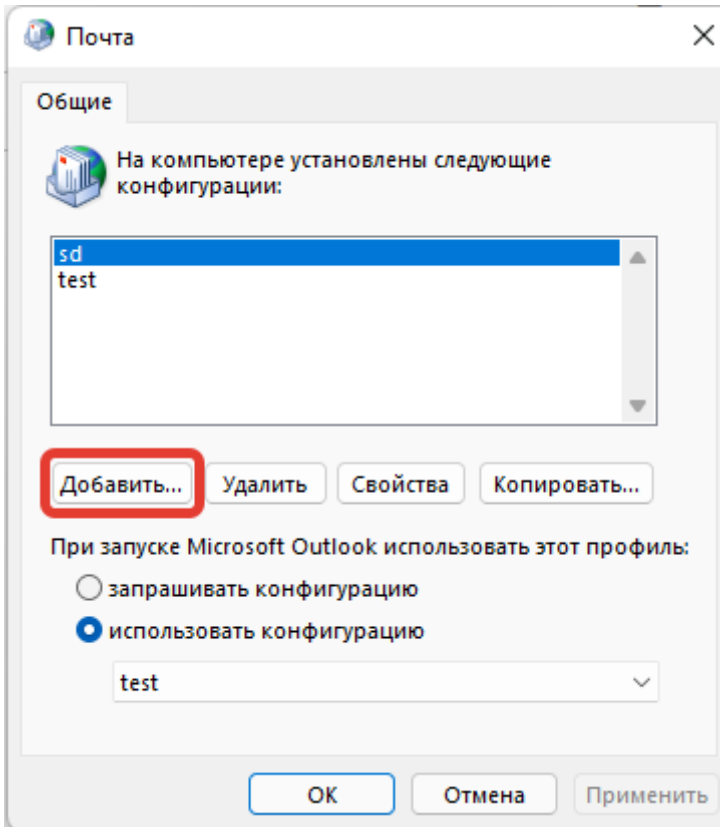 Почта
Общие
На компьютере установлены следующие
конфигурации:
sd
test
Добавить... Удалить Свойства Копировать...
При запуске Microsoft Outlook использовать этот профиль:
запрашивать конфигурацию
использовать конфигурацию
test
ОК Отмена Применить